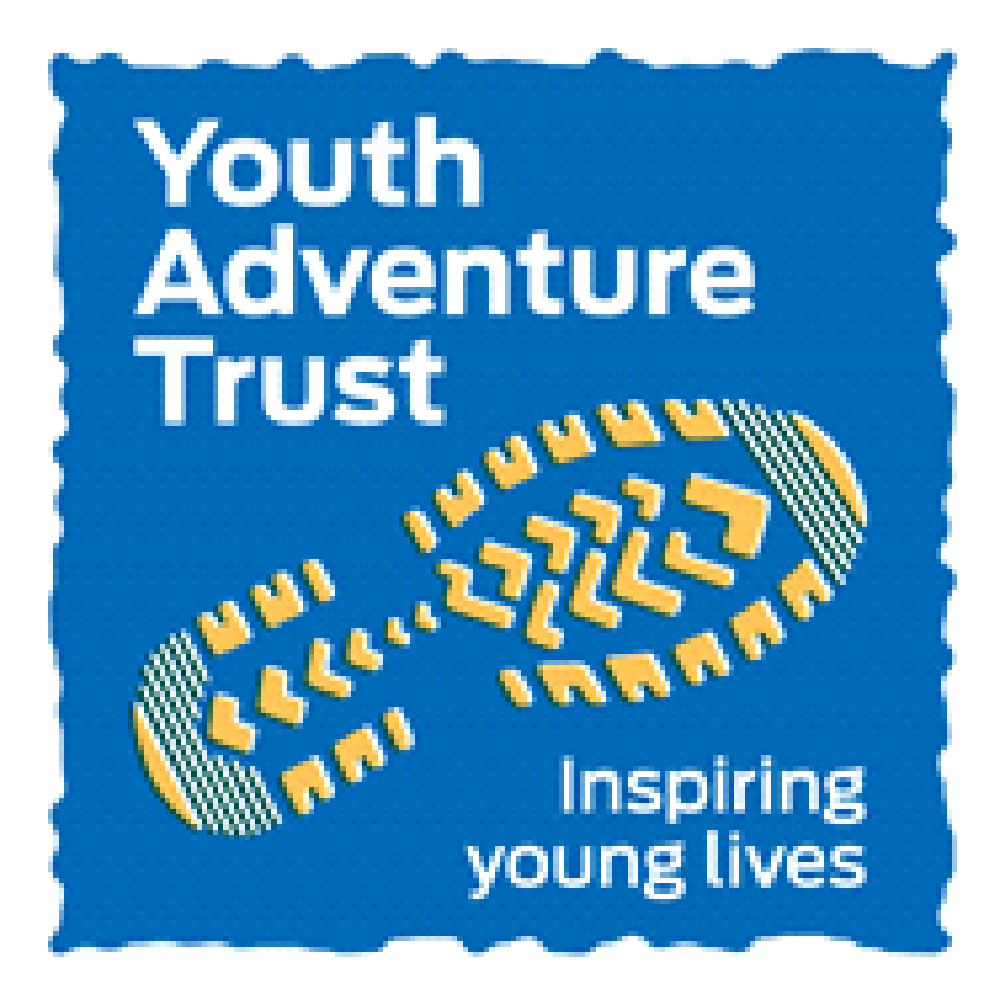 Youth
Adventure
Trust
Inspiring
young lives